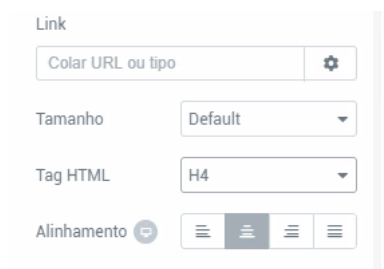 Link
Colar URL ou tipo
Tamanho Default
Tag HTML H4
Alinhamento